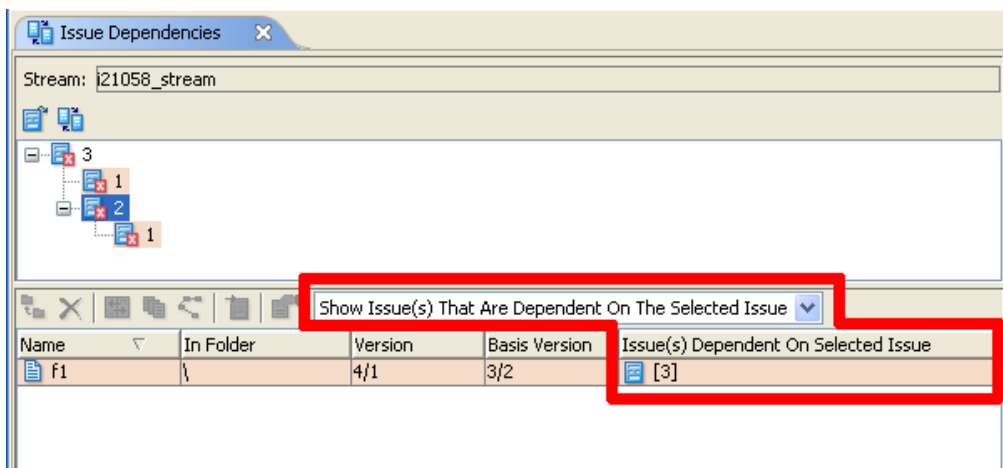 Issue Dependencies
Stream: i21058_stream
3
1
2
1
Show Issue(s) That Are Dependent On The Selected Issue
Name In Folder Version Basis Version Issue(s) Dependent On Selected Issue
f1 \ 4/1 3/2 [3]